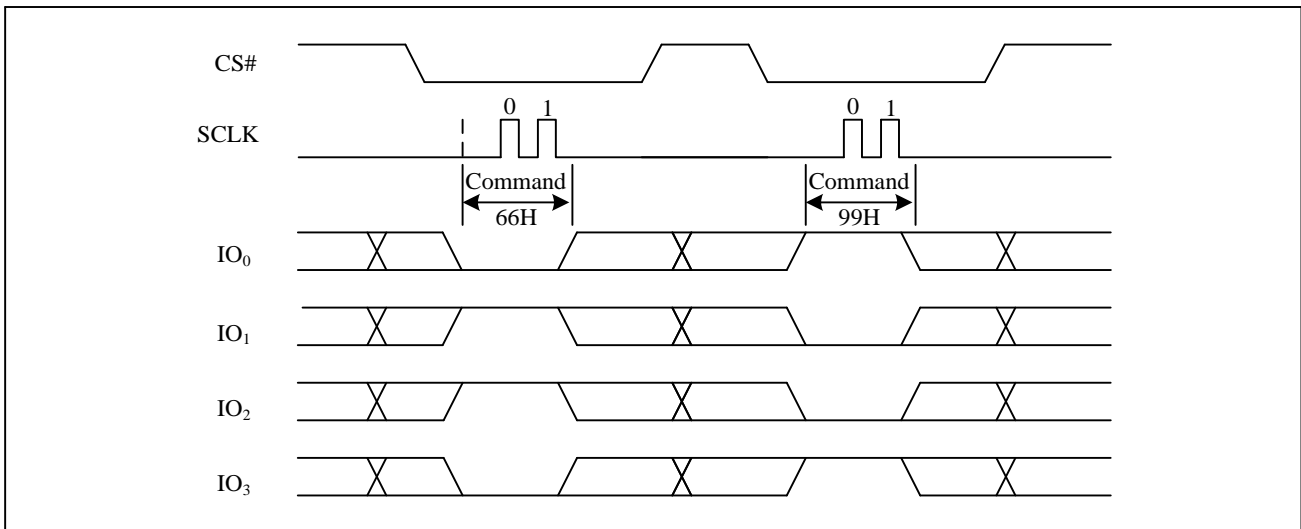 CS#
0 1 0 1
SCLK
Command Command
66H 99H
IO₀
IO₁
IO₂
IO₃